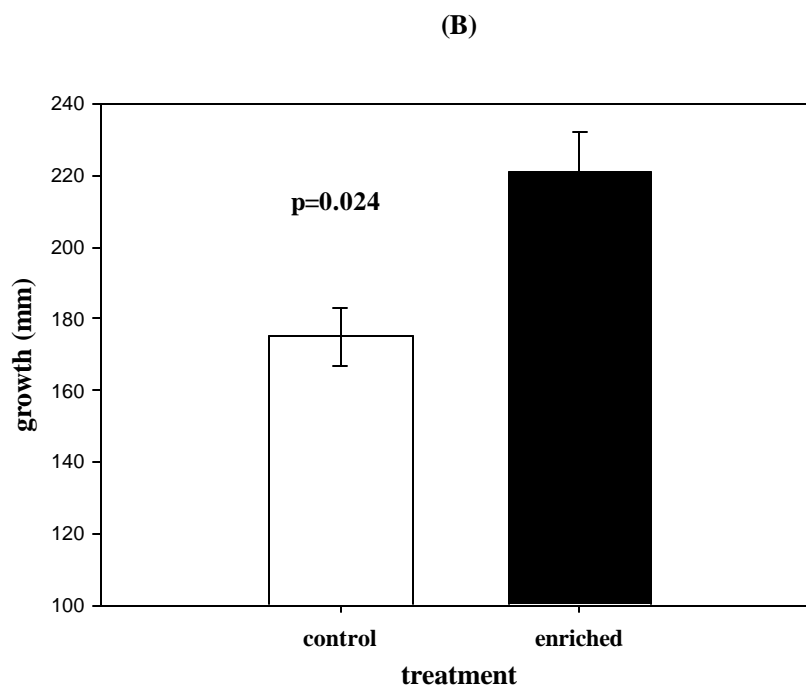 (B)
240
220
200
180
160
140
120
100
growth (mm)
p=0.024
control
enriched
treatment